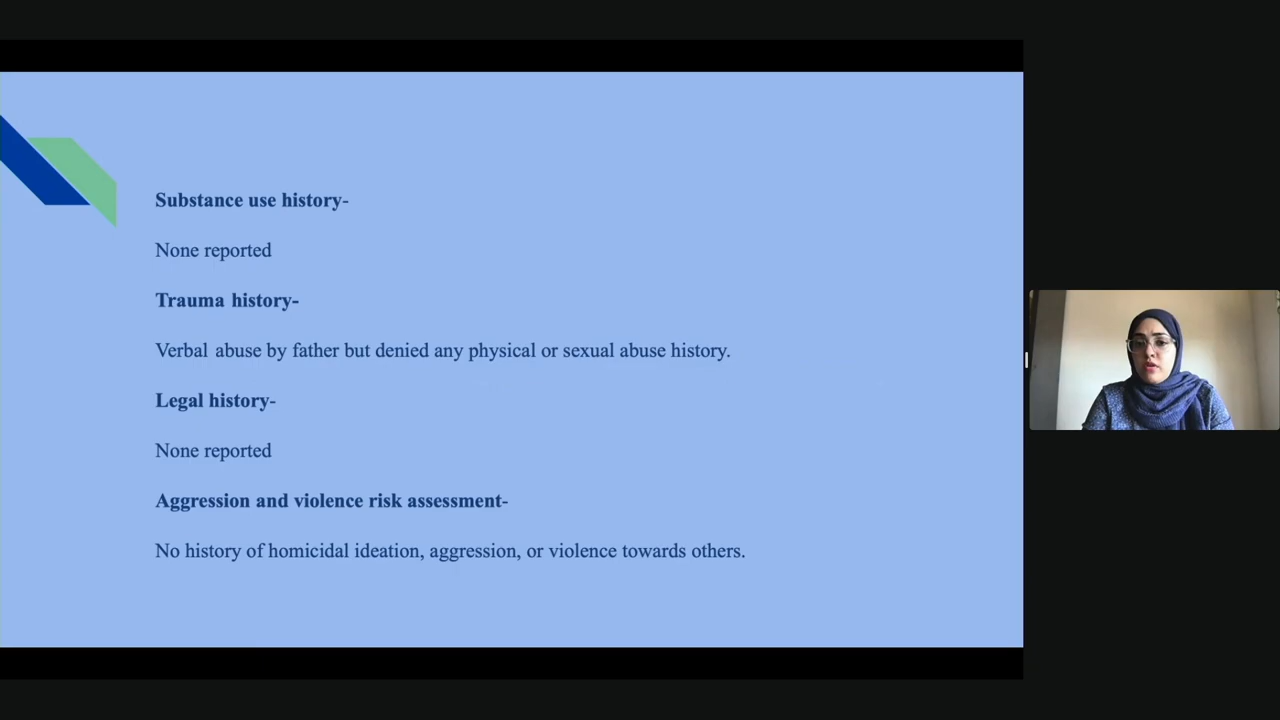 Substance use history-
None reported
Trauma history-
Verbal abuse by father but denied any physical or sexual abuse history.
Legal history-
None reported
Aggression and violence risk assessment-
No history of homicidal ideation, aggression, or violence towards others.